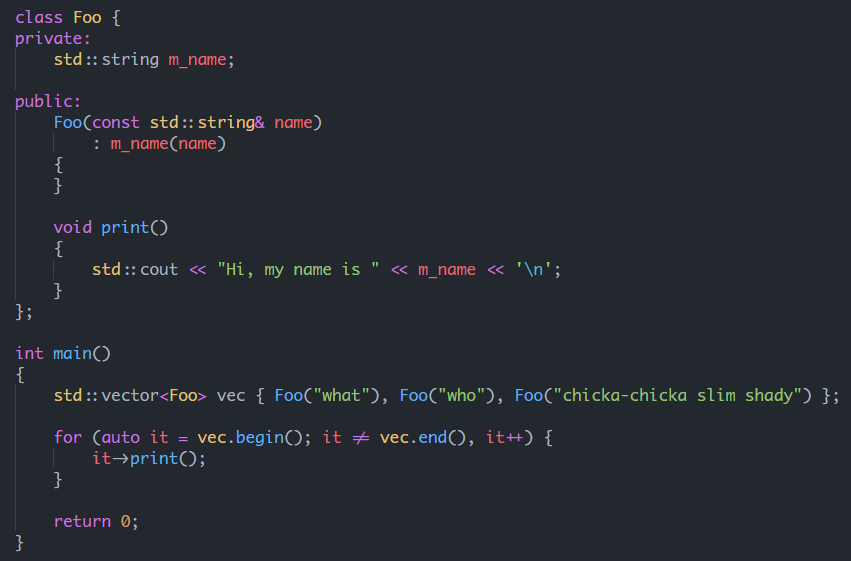 class Foo {
private:
    std::string m_name;

public:
    Foo(const std::string& name)
        : m_name(name)
    {
    }

    void print()
    {
        std::cout << "Hi, my name is " << m_name << '\n';
    }
};

int main()
{
    std::vector<Foo> vec { Foo("what"), Foo("who"), Foo("chicka-chicka slim shady") };

    for (auto it = vec.begin(); it != vec.end(), it++) {
        it->print();
    }

    return 0;
}